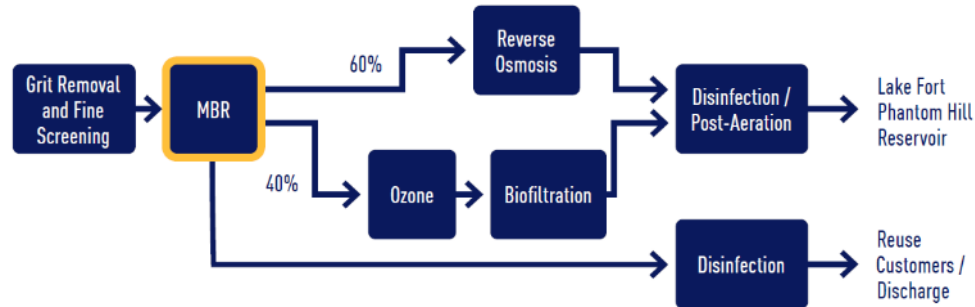 Grit Removal
and Fine
Screening
MBR
60%
40%
Reverse
Osmosis
Ozone
Biofiltration
Disinfection /
Post-Aeration
Lake Fort
Phantom Hill
Reservoir
Disinfection
Reuse
Customers /
Discharge